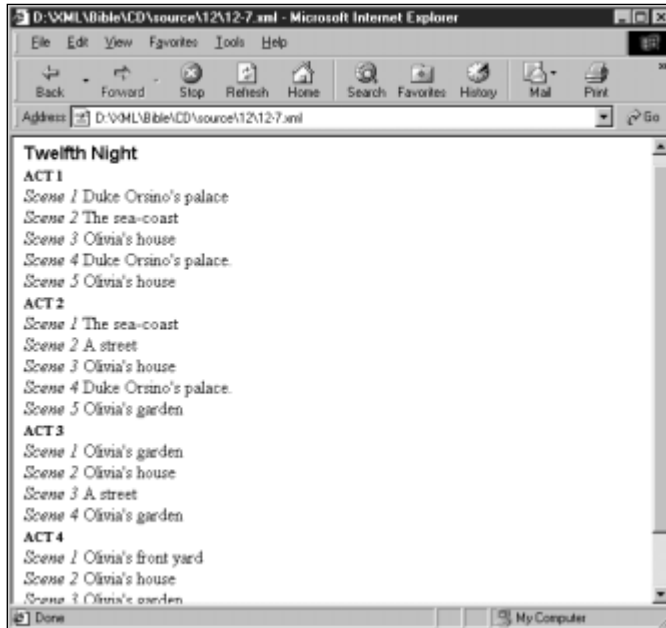 D:\XML\Bible\CD\source\12\12-7.xml - Microsoft Internet Explorer
File Edit View Favorites Tools Help
Back Forward Stop Refresh Home Search Favorites History Mail Print
Address D:\XML\Bible\CD\source\12\12-7.xml Go
Twelfth Night
ACT 1
Scene 1 Duke Orsino's palace
Scene 2 The sea-coast
Scene 3 Olivia's house
Scene 4 Duke Orsino's palace.
Scene 5 Olivia's house
ACT 2
Scene 1 The sea-coast
Scene 2 A street
Scene 3 Olivia's house
Scene 4 Duke Orsino's palace.
Scene 5 Olivia's garden
ACT 3
Scene 1 Olivia's garden
Scene 2 Olivia's house
Scene 3 A street
Scene 4 Olivia's garden
ACT 4
Scene 1 Olivia's front yard
Scene 2 Olivia's house
Scene 3 Olivia's garden
Done My Computer